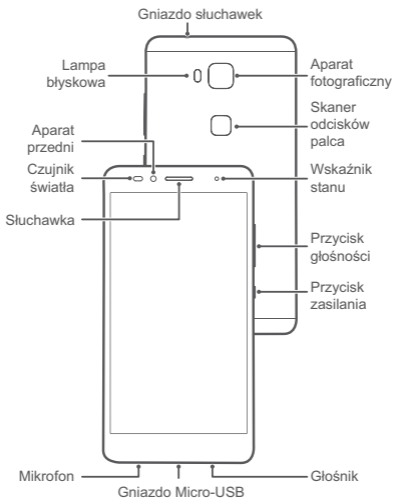 Gniazdo słuchawek
Lampa
błyskowa
Aparat
fotograficzny
Skaner
odcisków
palca
Aparat
przedni
Czujnik
światła
Wskaźnik
stanu
Słuchawka
Przycisk
głośności
Przycisk
zasilania
Mikrofon
Głośnik
Gniazdo Micro-USB